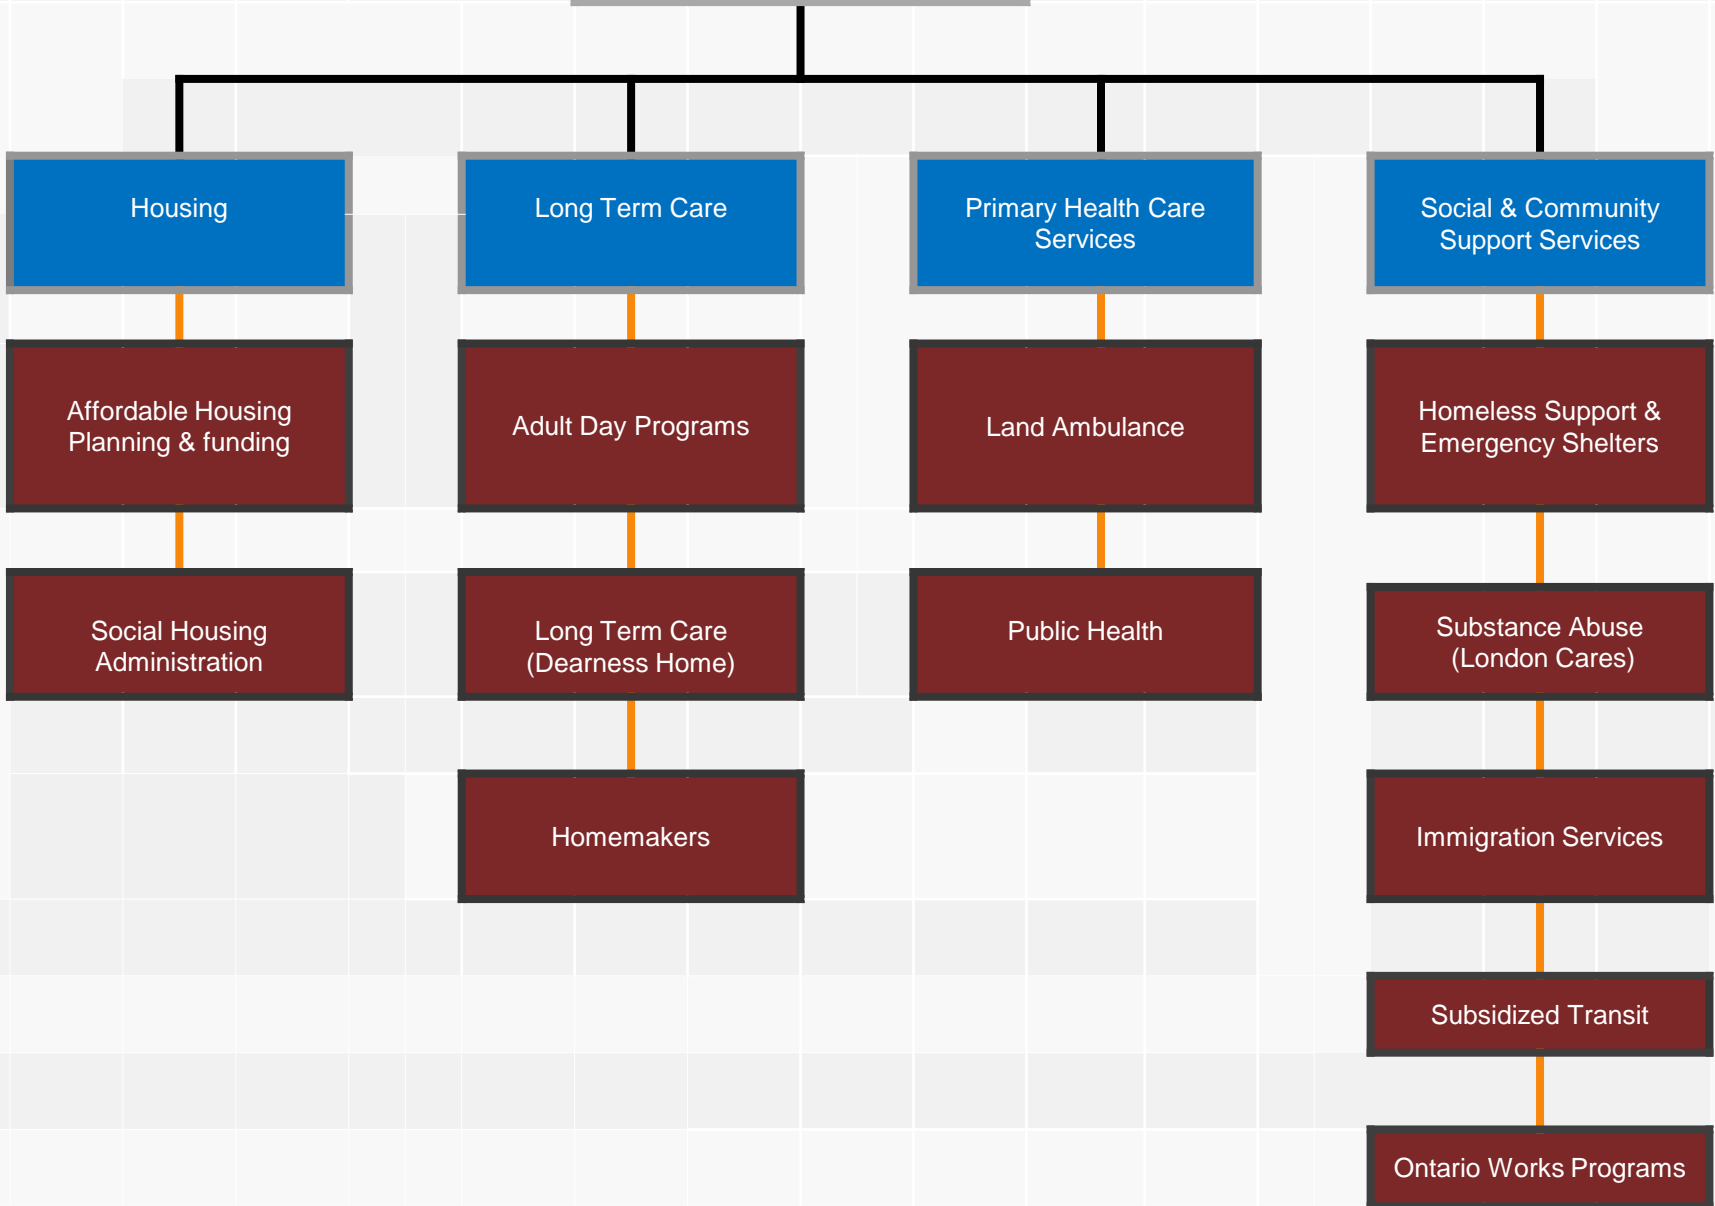 Housing
Long Term Care
Primary Health Care
Services
Social & Community
Support Services
Affordable Housing
Planning & funding
Adult Day Programs
Land Ambulance
Homeless Support &
Emergency Shelters
Social Housing
Administration
Long Term Care
(Dearness Home)
Public Health
Substance Abuse
(London Cares)
Homemakers
Immigration Services
Subsidized Transit
Ontario Works Programs